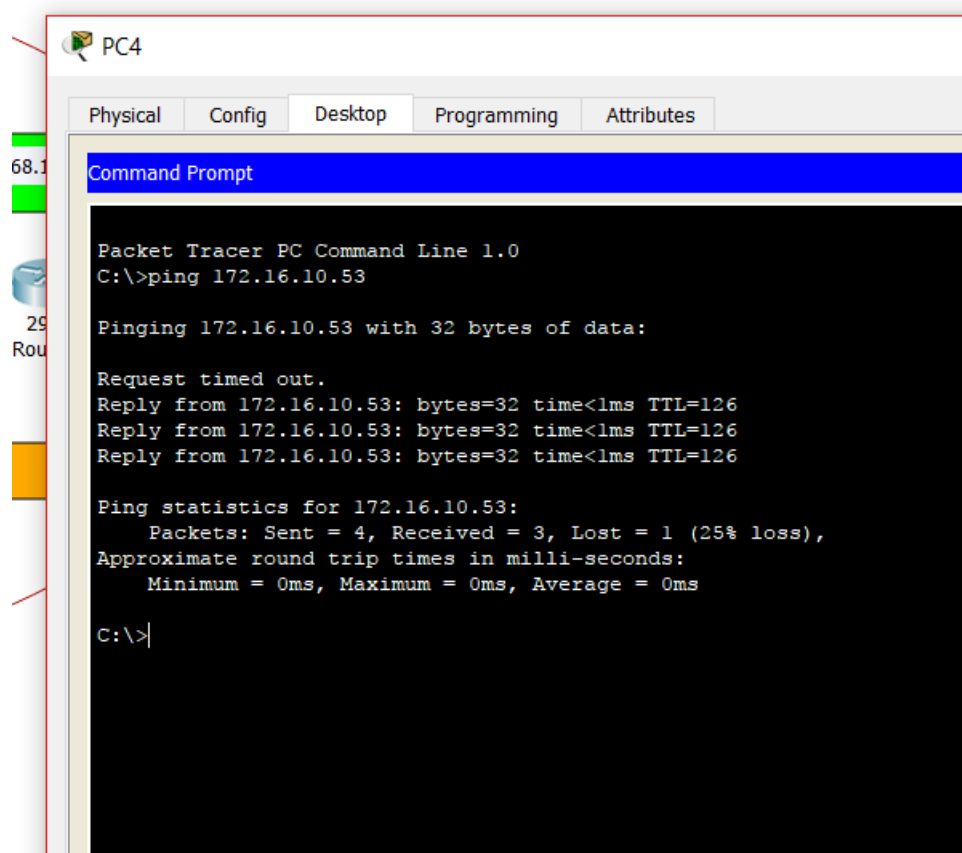 PC4
Physical Config Desktop Programming Attributes
68.1
Command Prompt
Packet Tracer PC Command Line 1.0
C:\>ping 172.16.10.53
29
Rou
Pinging 172.16.10.53 with 32 bytes of data:
Request timed out.
Reply from 172.16.10.53: bytes=32 time<1ms TTL=126
Reply from 172.16.10.53: bytes=32 time<1ms TTL=126
Reply from 172.16.10.53: bytes=32 time<1ms TTL=126
Ping statistics for 172.16.10.53:
Packets: Sent = 4, Received = 3, Lost = 1 (25% loss),
Approximate round trip times in milli-seconds:
Minimum = 0ms, Maximum = 0ms, Average = 0ms
C:\>